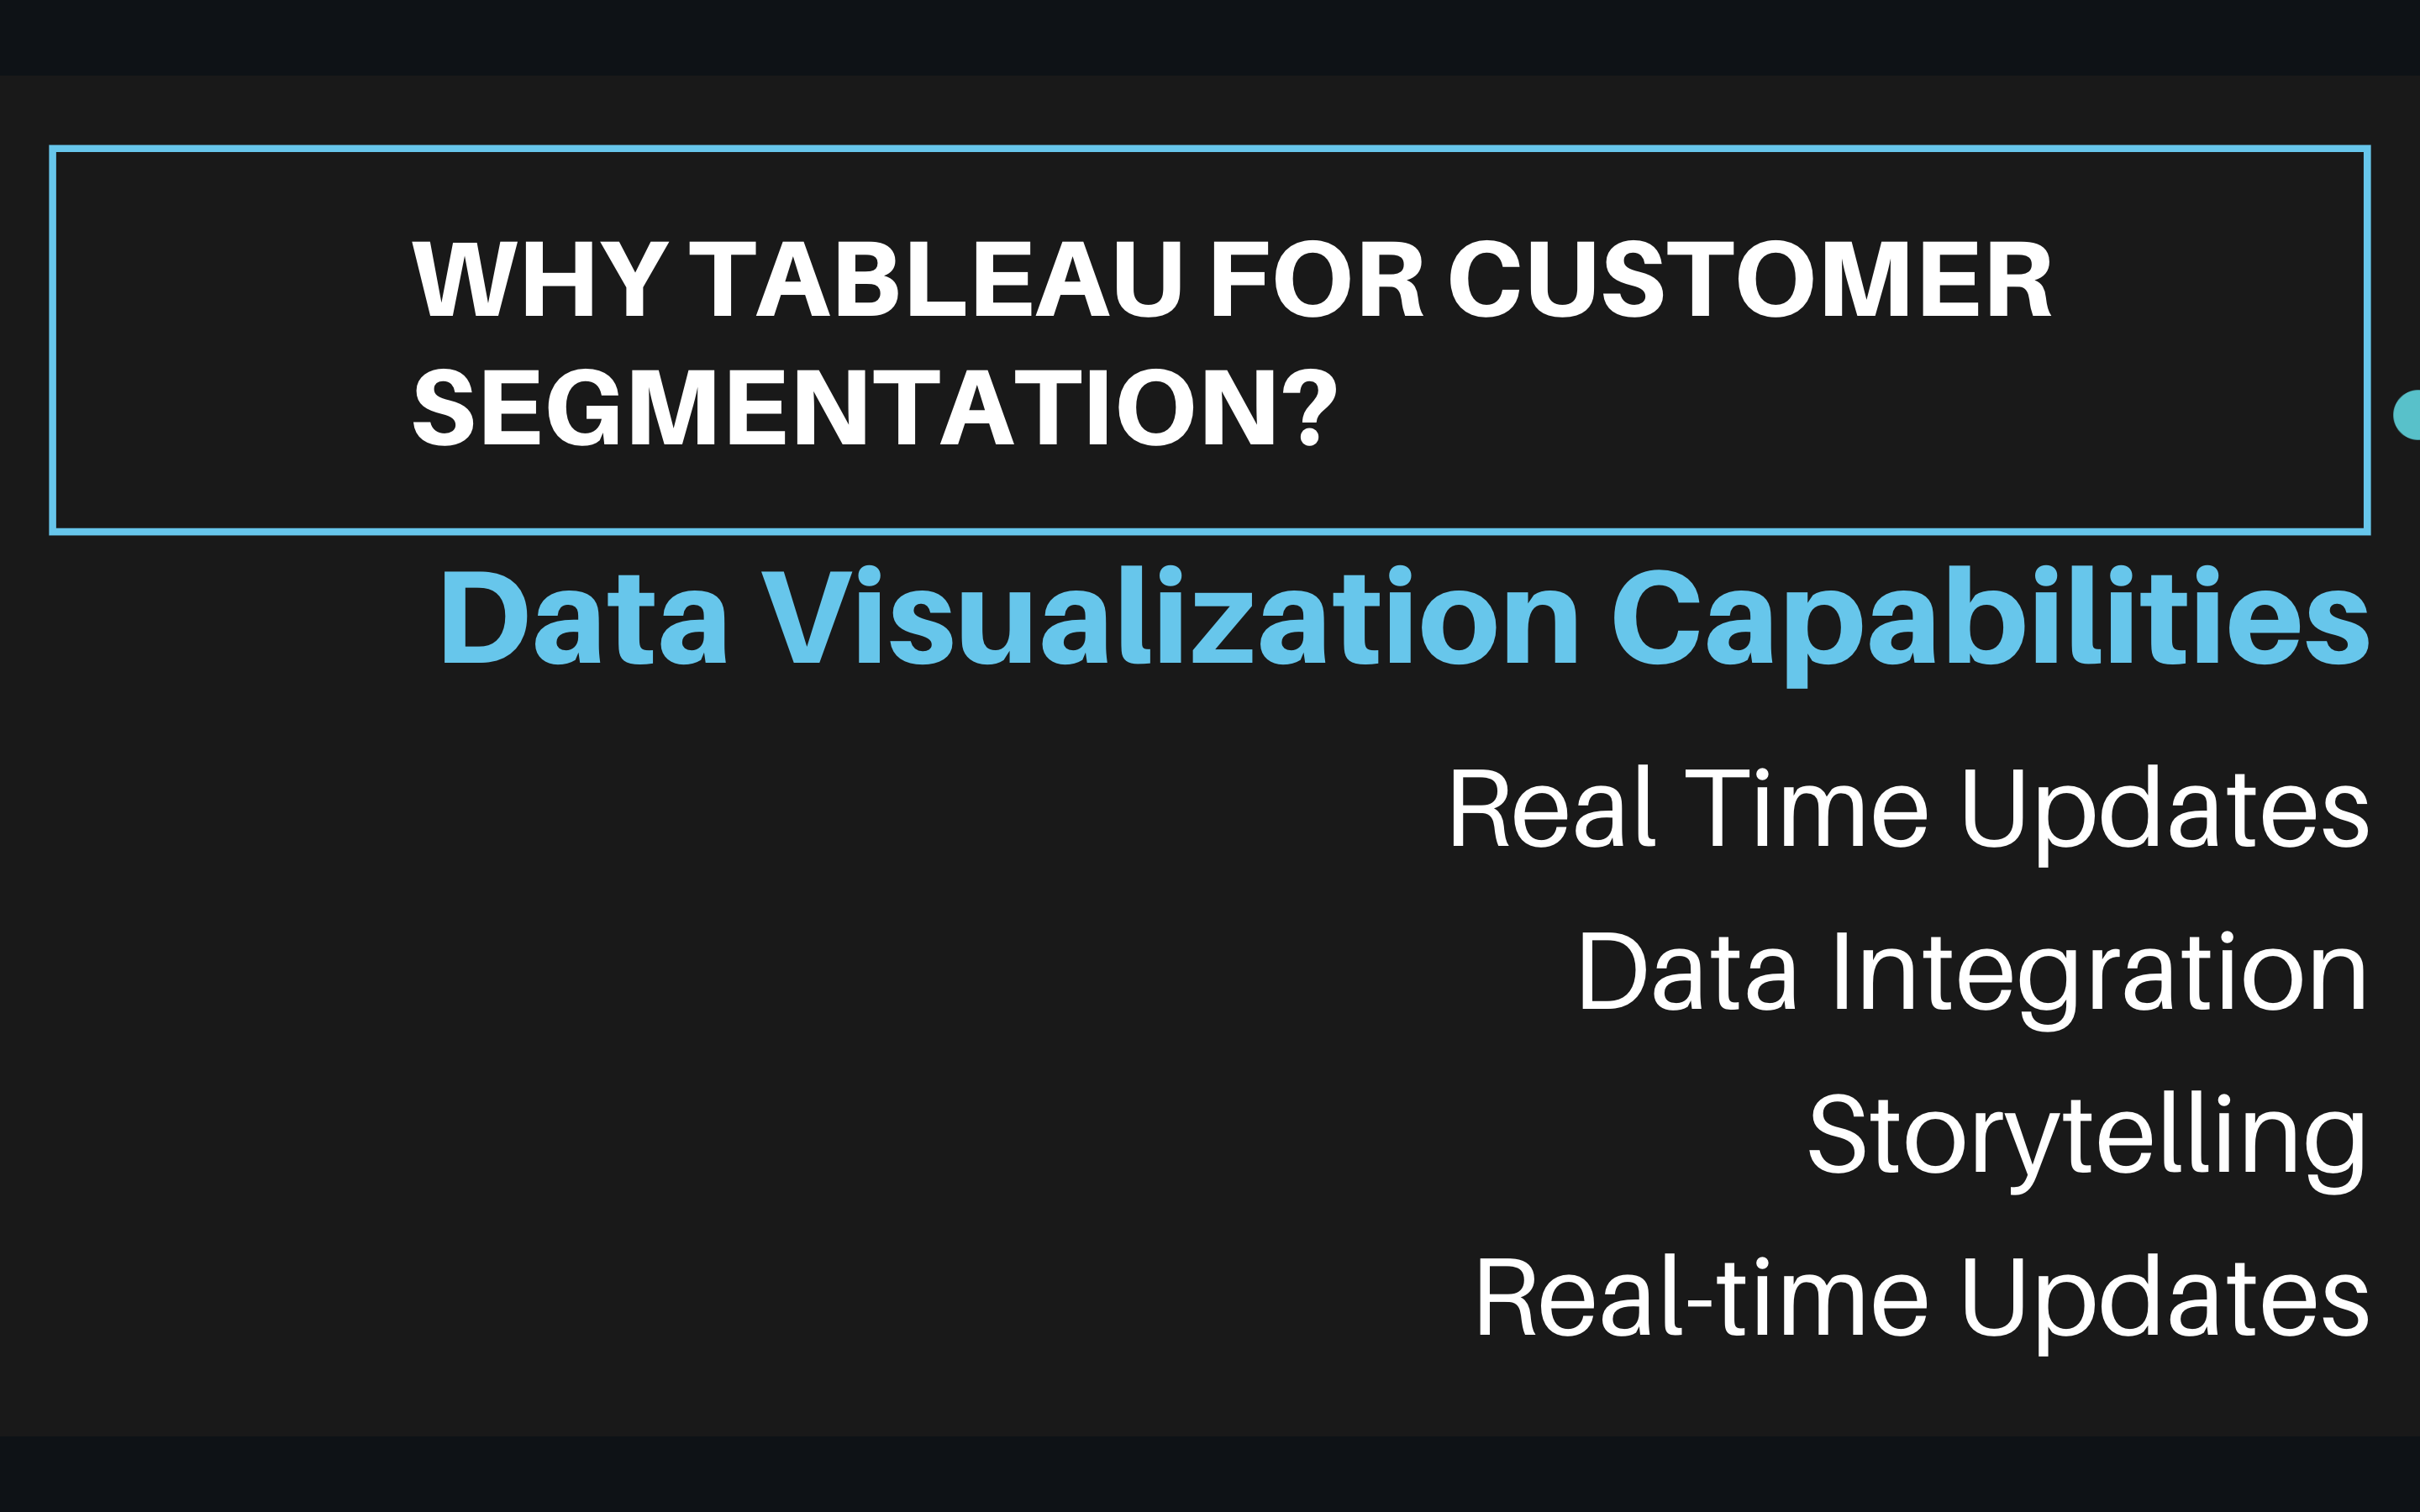 WHY TABLEAU FOR CUSTOMER
SEGMENTATION?
Data Visualization Capabilities
Real Time Updates
Data Integration
Storytelling
Real-time Updates